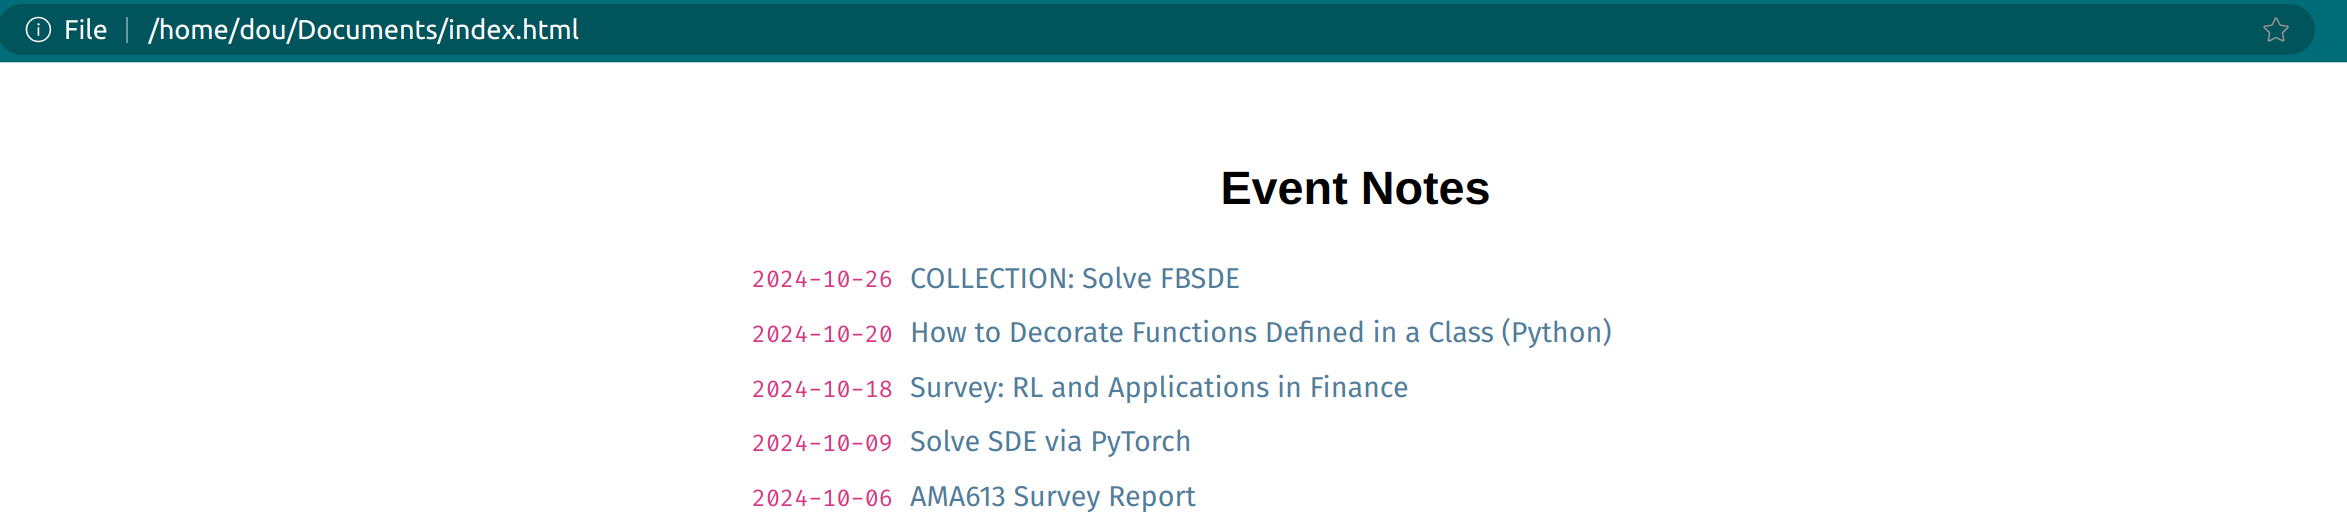 File /home/dou/Documents/index.html
Event Notes
2024-10-26 COLLECTION: Solve FBSDE
2024-10-20 How to Decorate Functions Defined in a Class (Python)
2024-10-18 Survey: RL and Applications in Finance
2024-10-09 Solve SDE via PyTorch
2024-10-06 AMA613 Survey Report